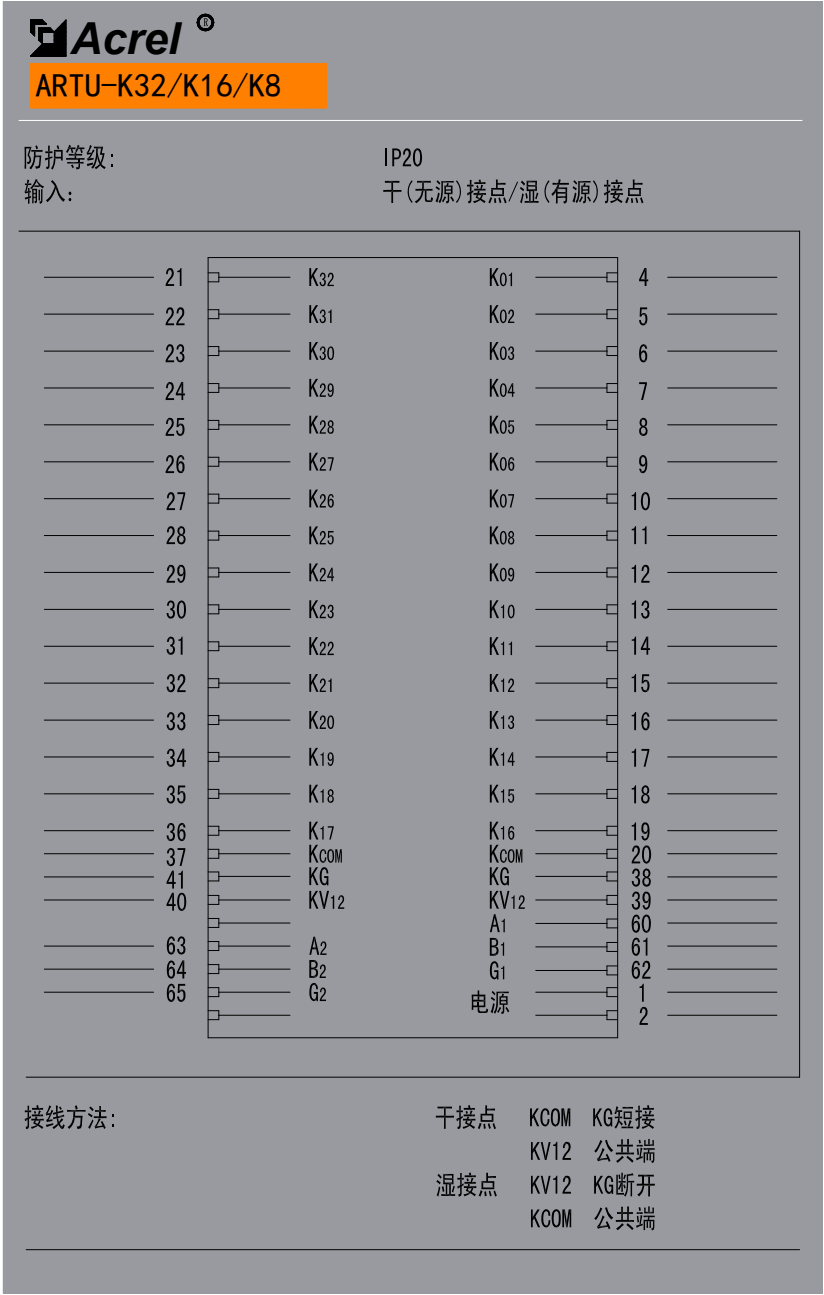 Acrel ®
ARTU-K32/K16/K8
防护等级: IP20
输入: 干(无源)接点/湿(有源)接点
21 K32 K01 4
22 K31 K02 5
23 K30 K03 6
24 K29 K04 7
25 K28 K05 8
26 K27 K06 9
27 K26 K07 10
28 K25 K08 11
29 K24 K09 12
30 K23 K10 13
31 K22 K11 14
32 K21 K12 15
33 K20 K13 16
34 K19 K14 17
35 K18 K15 18
36 K17 K16 19
37 KCOM KCOM 20
41 KG KG 38
40 KV12 KV12 39
A1 60
63 A2 B1 61
64 B2 G1 62
65 G2 电源 1
2
接线方法: 干接点 KCOM KG短接
KV12 公共端
湿接点 KV12 KG断开
KCOM 公共端